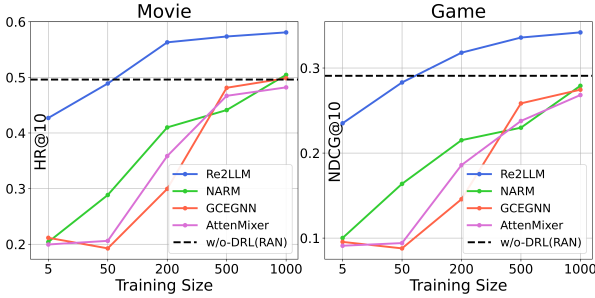 Movie
HR@10
0.6
0.5
0.4
0.3
0.2
5
50
200
500
1000
Training Size
Re2LLM
NARM
GCEGNN
AttenMixer
w/o-DRL(RAN)
Game
NDCG@10
0.3
0.2
0.1
5
50
200
500
1000
Training Size
Re2LLM
NARM
GCEGNN
AttenMixer
w/o-DRL(RAN)